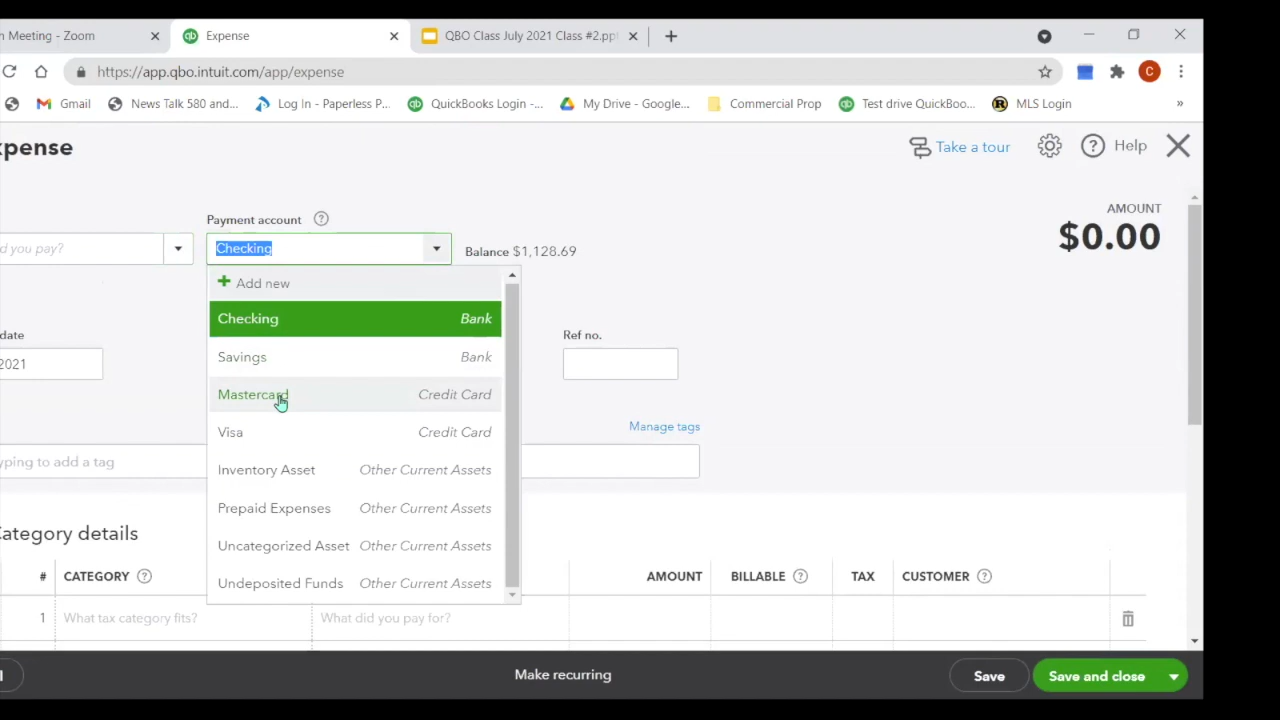 n Meeting - Zoom
Expense
QBO Class July 2021 Class #2.ppt
https://app.qbo.intuit.com/app/expense
C
Gmail
News Talk 580 and...
Log In - Paperless P...
QuickBooks Login -...
My Drive - Google...
Commercial Prop
Test drive QuickBoo...
R
MLS Login
»
xpense
Take a tour
? Help
Payment account ?
AMOUNT
$0.00
d you pay?
Checking
Balance $1,128.69
+ Add new
Checking Bank
Savings Bank
Mastercard Credit Card
Visa Credit Card
Inventory Asset Other Current Assets
Prepaid Expenses Other Current Assets
Uncategorized Asset Other Current Assets
Undeposited Funds Other Current Assets
date
2021
Ref no.
Manage tags
typing to add a tag
Category details
# CATEGORY ? AMOUNT BILLABLE ? TAX CUSTOMER ?
1 What tax category fits? What did you pay for?
l
Make recurring
Save
Save and close